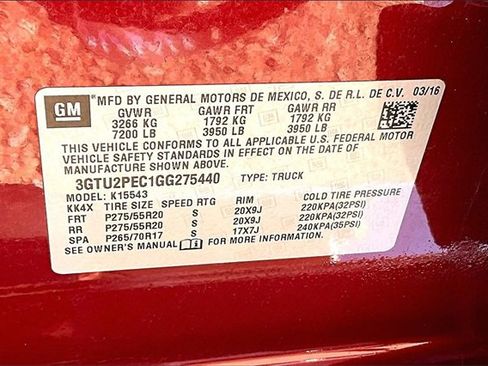 GM
MFD BY GENERAL MOTORS DE MEXICO, S. DE R.L. DE C.V. 03/16
GVWR GAWR FRT GAWR RR
3266 KG 1792 KG 1792 KG
7200 LB 3950 LB 3950 LB
THIS VEHICLE CONFORMS TO ALL APPLICABLE U.S. FEDERAL MOTOR
VEHICLE SAFETY STANDARDS IN EFFECT ON THE DATE OF
MANUFACTURE SHOWN ABOVE.
3GTU2PEC1GG275440 TYPE: TRUCK
MODEL: K15543
KK4X TIRE SIZE SPEED RTG RIM COLD TIRE PRESSURE
FRT P275/55R20 S 20X9J 220KPA(32PSI)
RR P275/55R20 S 20X9J 220KPA(32PSI)
SPA P265/70R17 S 17X7J 240KPA(35PSI)
SEE OWNER'S MANUAL FOR ADDITIONAL INFORMATION.